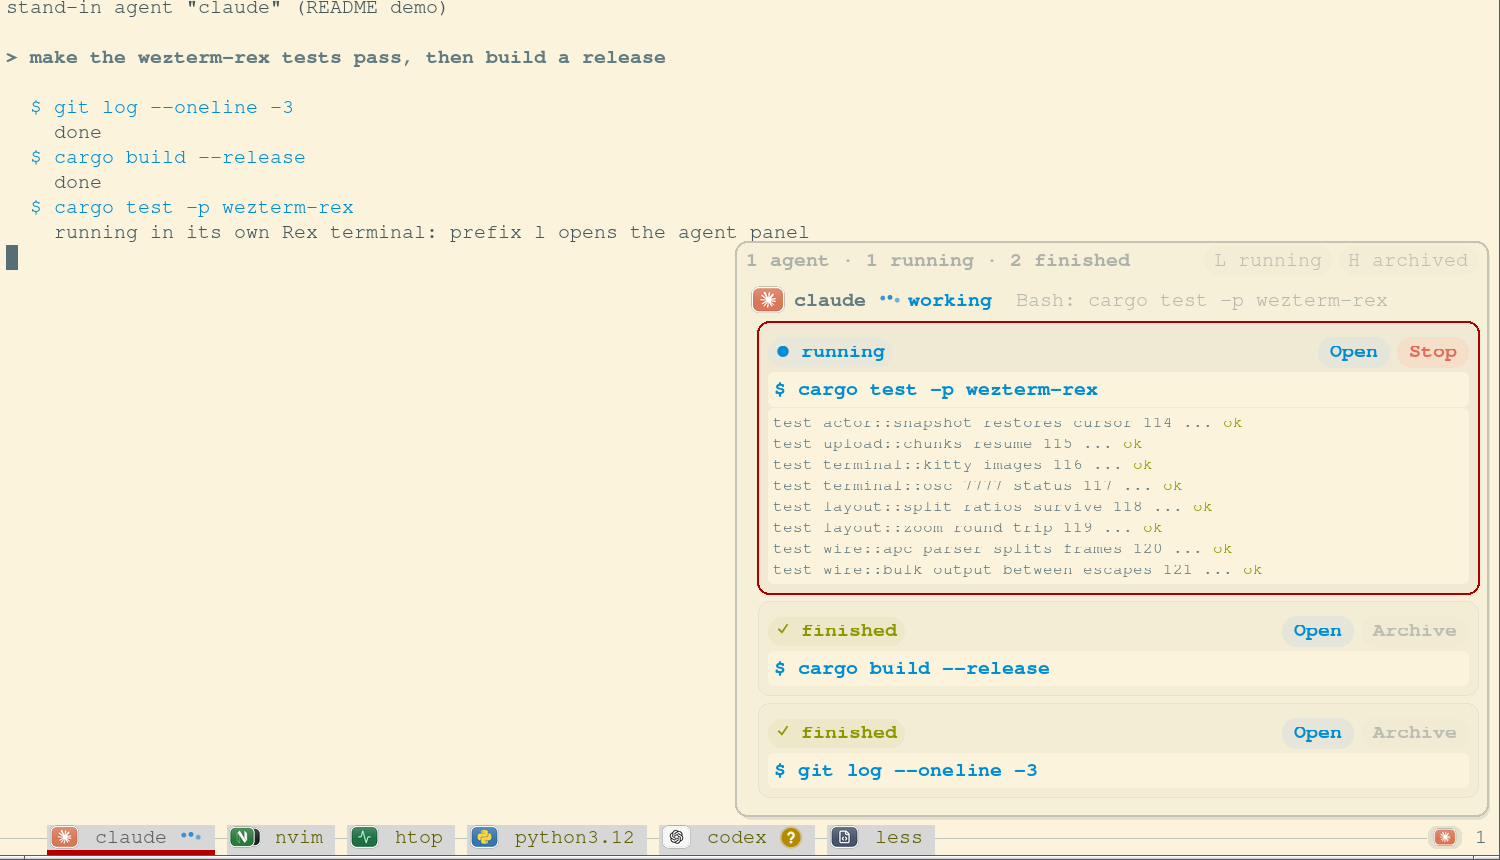 stand-in agent "claude" (README demo)
> make the wezterm-rex tests pass, then build a release
$ git log --oneline -3
done
$ cargo build --release
done
$ cargo test -p wezterm-rex
running in its own Rex terminal: prefix l opens the agent panel
1 agent · 1 running · 2 finished L running H archived
claude working Bash: cargo test -p wezterm-rex
running Open Stop
$ cargo test -p wezterm-rex
test actor::snapshot restores cursor 114 ... ok
test upload::chunks resume 115 ... ok
test terminal::kitty images 116 ... ok
test terminal::osc 7777 status 117 ... ok
test layout::split ratios survive 118 ... ok
test layout::zoom round trip 119 ... ok
test wire::apc parser splits frames 120 ... ok
test wire::bulk output between escapes 121 ... ok
✓ finished Open Archive
$ cargo build --release
✓ finished Open Archive
$ git log --oneline -3
claude N nvim htop python3.12 codex ? less 1